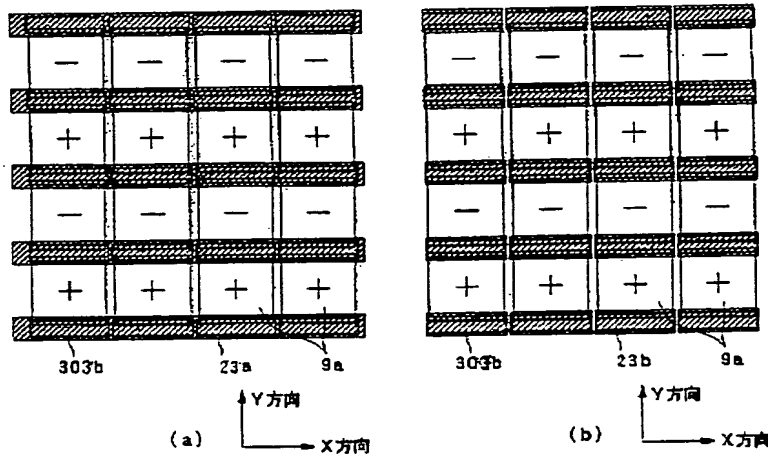 — — — —
+ + + +
— — — —
+ + + +
303b 23a 9a
Y方向
X方向
(a)
— — — —
+ + + +
— — — —
+ + + +
303b 23b 9a
Y方向
X方向
(b)